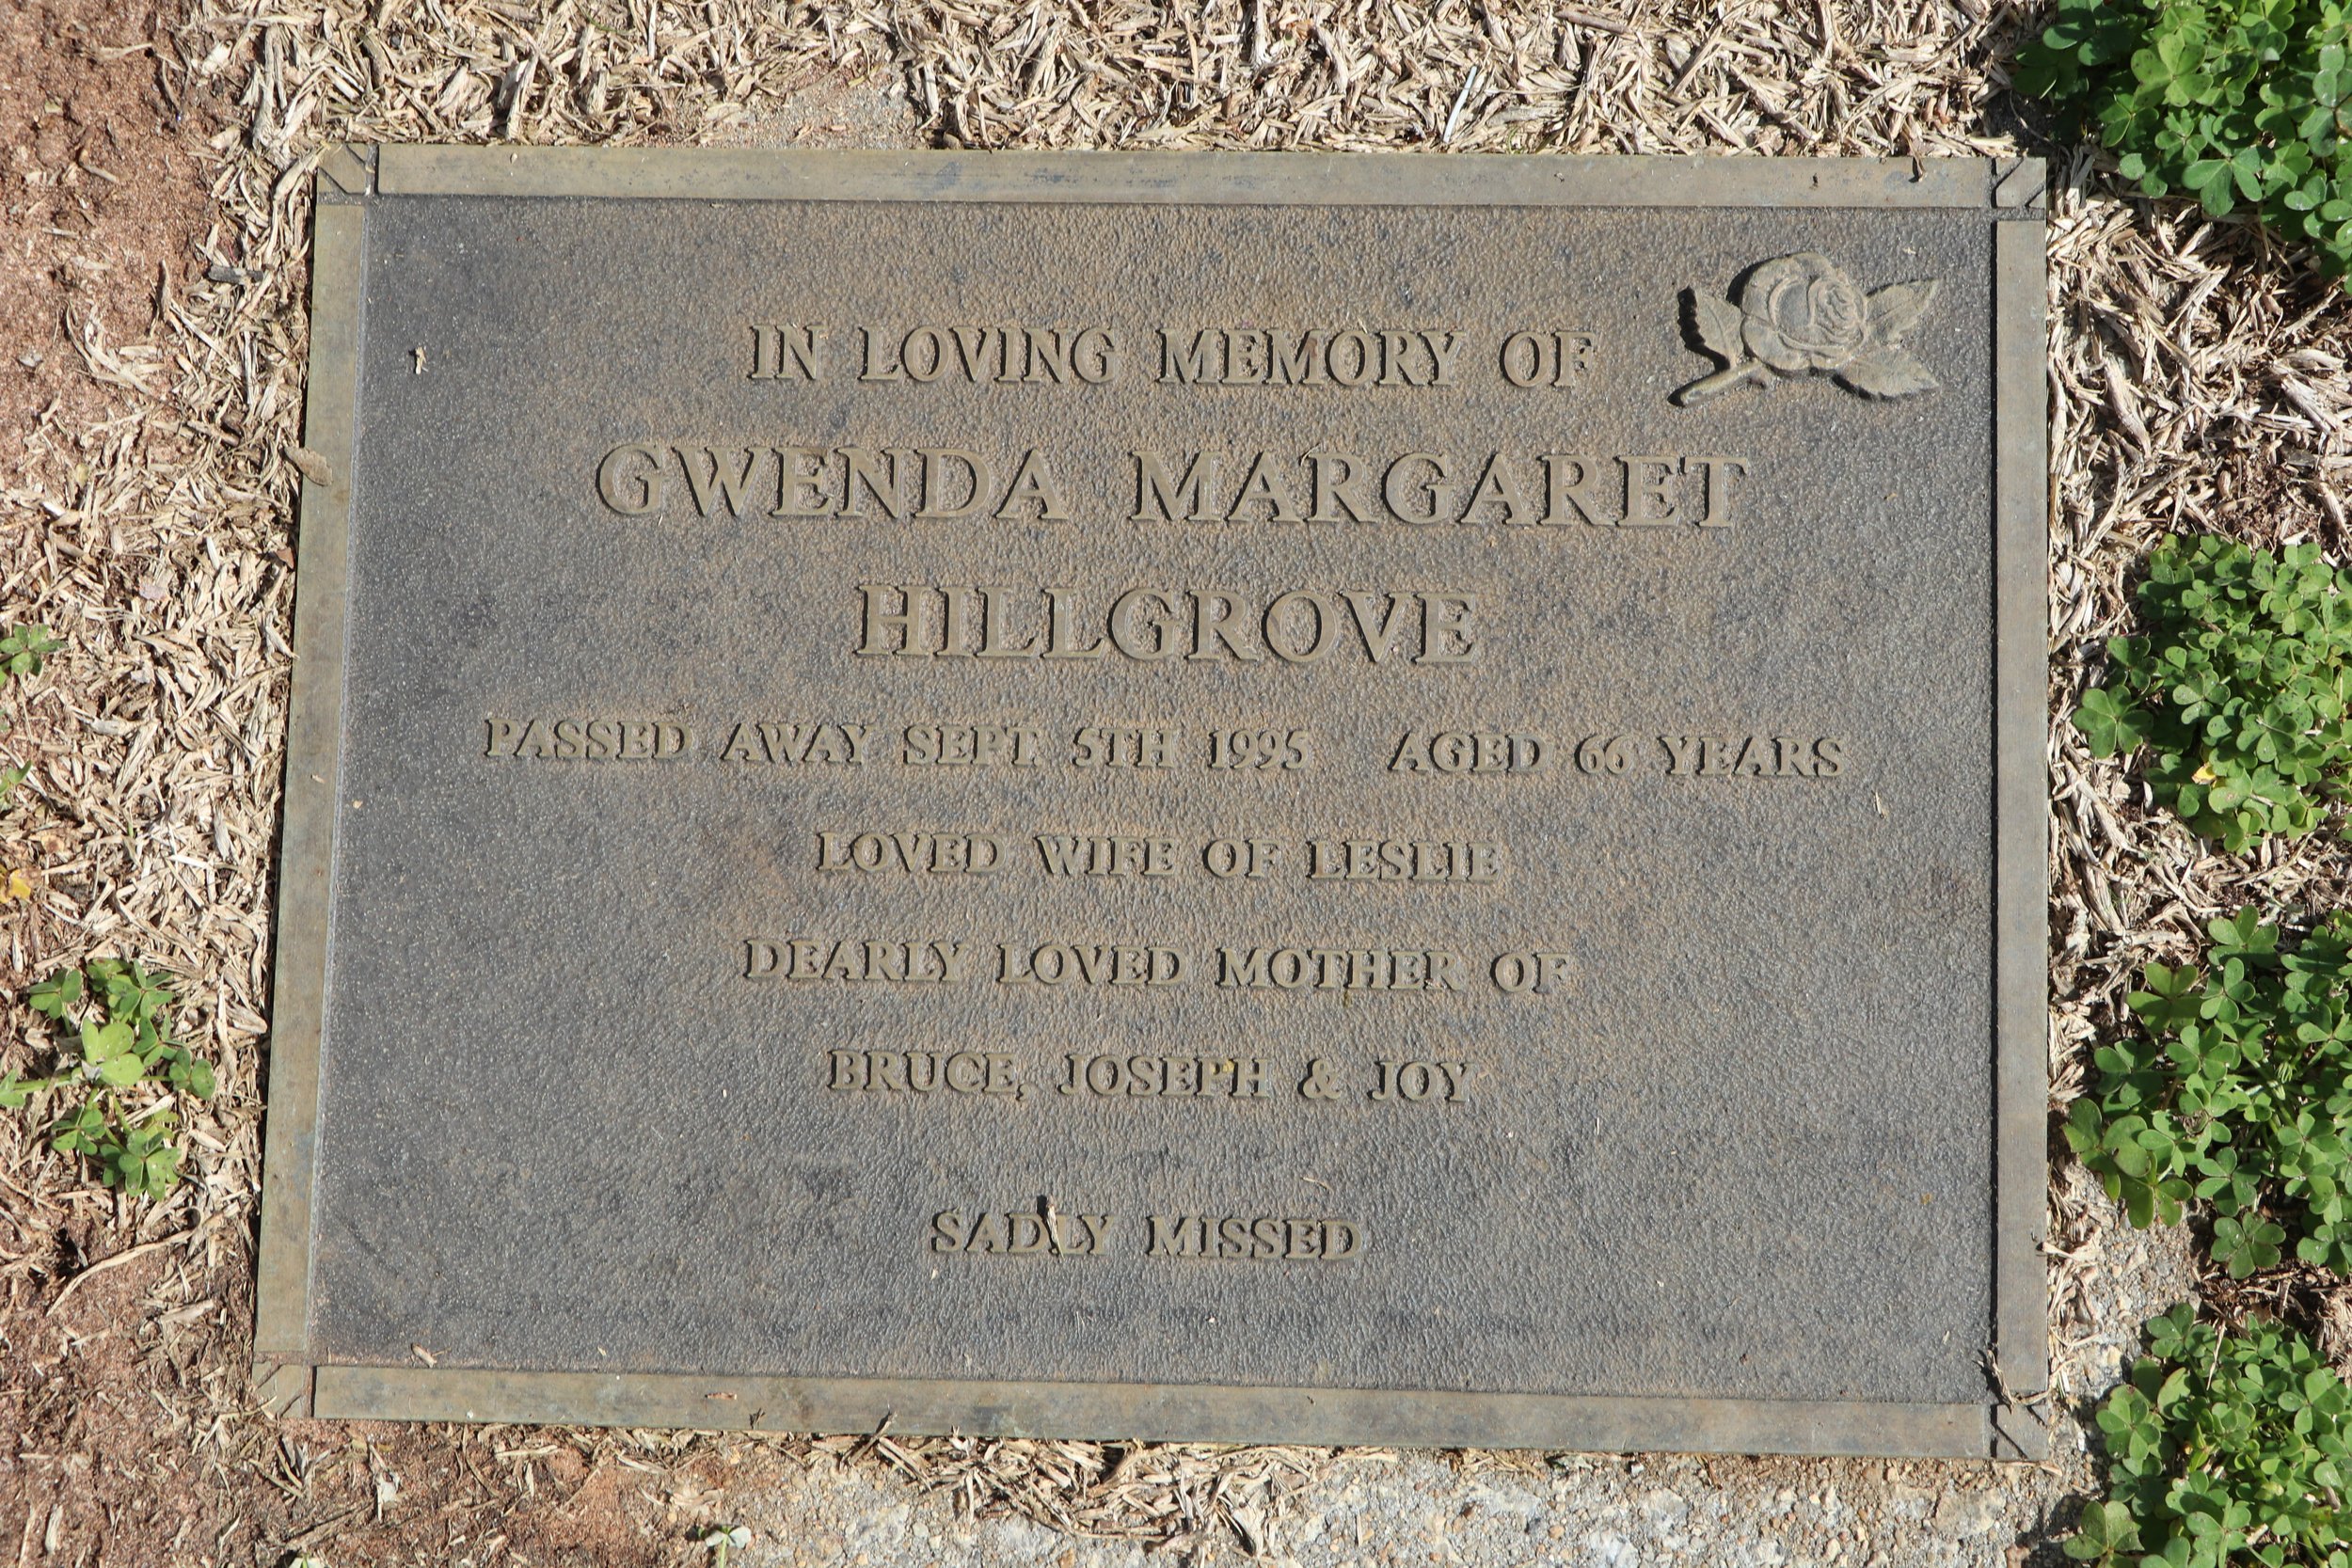 IN LOVING MEMORY OF
GWENDA MARGARET
HILLGROVE
PASSED AWAY SEPT. 5TH 1995 AGED 66 YEARS
LOVED WIFE OF LESLIE
DEARLY LOVED MOTHER OF
BRUCE, JOSEPH & JOY
SADLY MISSED